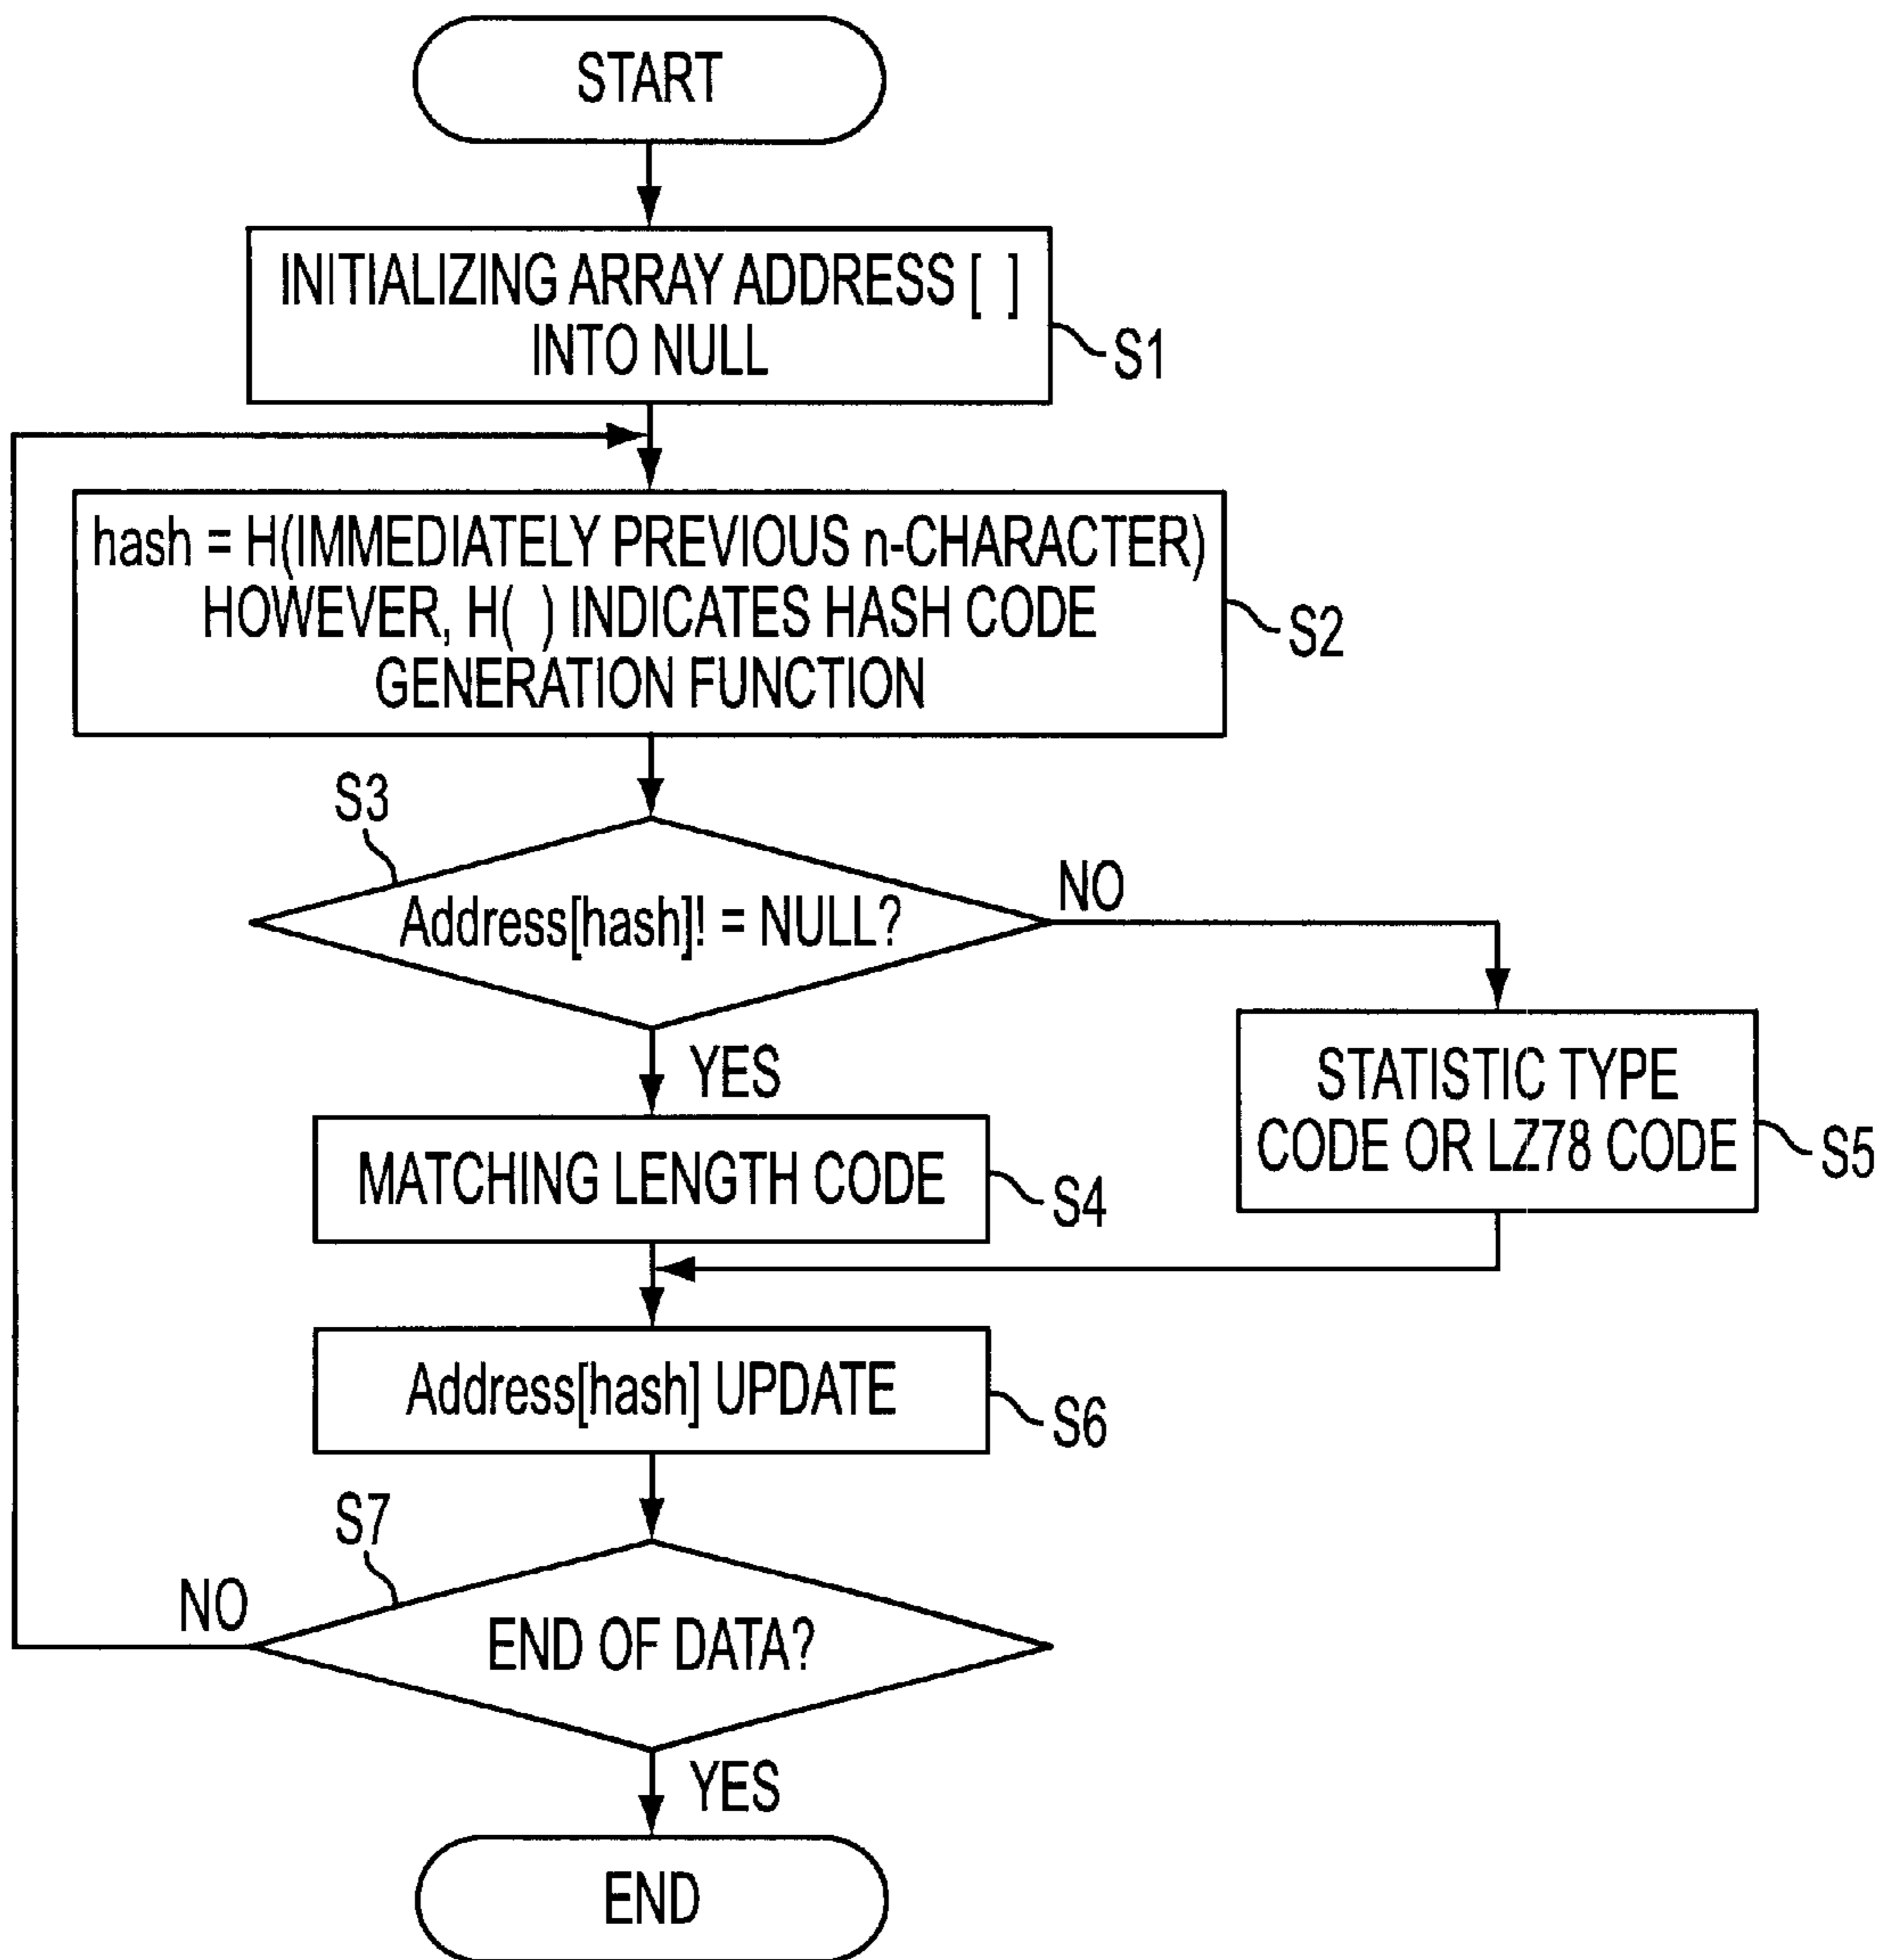 START
INITIALIZING ARRAY ADDRESS [ ]
INTO NULL
S1
hash = H(IMMEDIATELY PREVIOUS n-CHARACTER)
HOWEVER, H( ) INDICATES HASH CODE
GENERATION FUNCTION
S2
S3
Address[hash]! = NULL?
NO
YES
STATISTIC TYPE
CODE OR LZ78 CODE
S5
MATCHING LENGTH CODE
S4
Address[hash] UPDATE
S6
S7
NO
END OF DATA?
YES
END